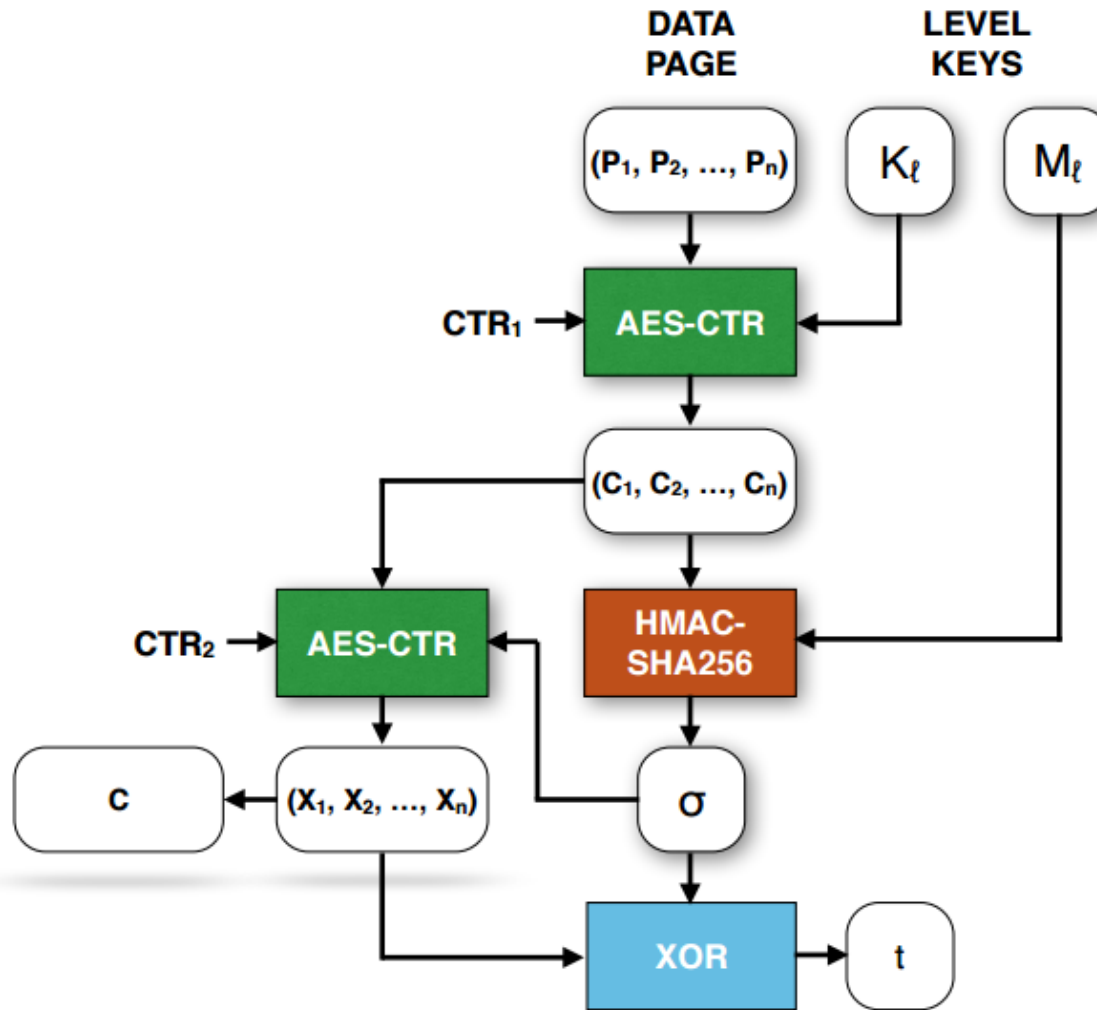 DATA
PAGE
LEVEL
KEYS
(P₁, P₂, ..., Pₙ)
Kℓ
Mℓ
CTR₁
AES-CTR
(C₁, C₂, ..., Cₙ)
CTR₂
AES-CTR
HMAC-
SHA256
C
(X₁, X₂, ..., Xₙ)
σ
XOR
t